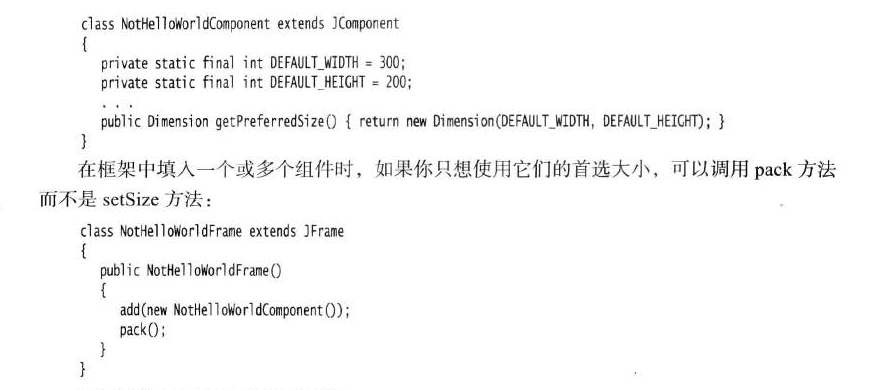 class NotHelloWorldComponent extends JComponent
{
private static final int DEFAULT_WIDTH = 300;
private static final int DEFAULT_HEIGHT = 200;
. . .
public Dimension getPreferredSize() { return new Dimension(DEFAULT_WIDTH, DEFAULT_HEIGHT); }
}
在框架中填入一个或多个组件时，如果你只想使用它们的首选大小，可以调用 pack 方法
而不是 setSize 方法：
class NotHelloWorldFrame extends JFrame
{
public NotHelloWorldFrame()
{
add(new NotHelloWorldComponent());
pack();
}
}